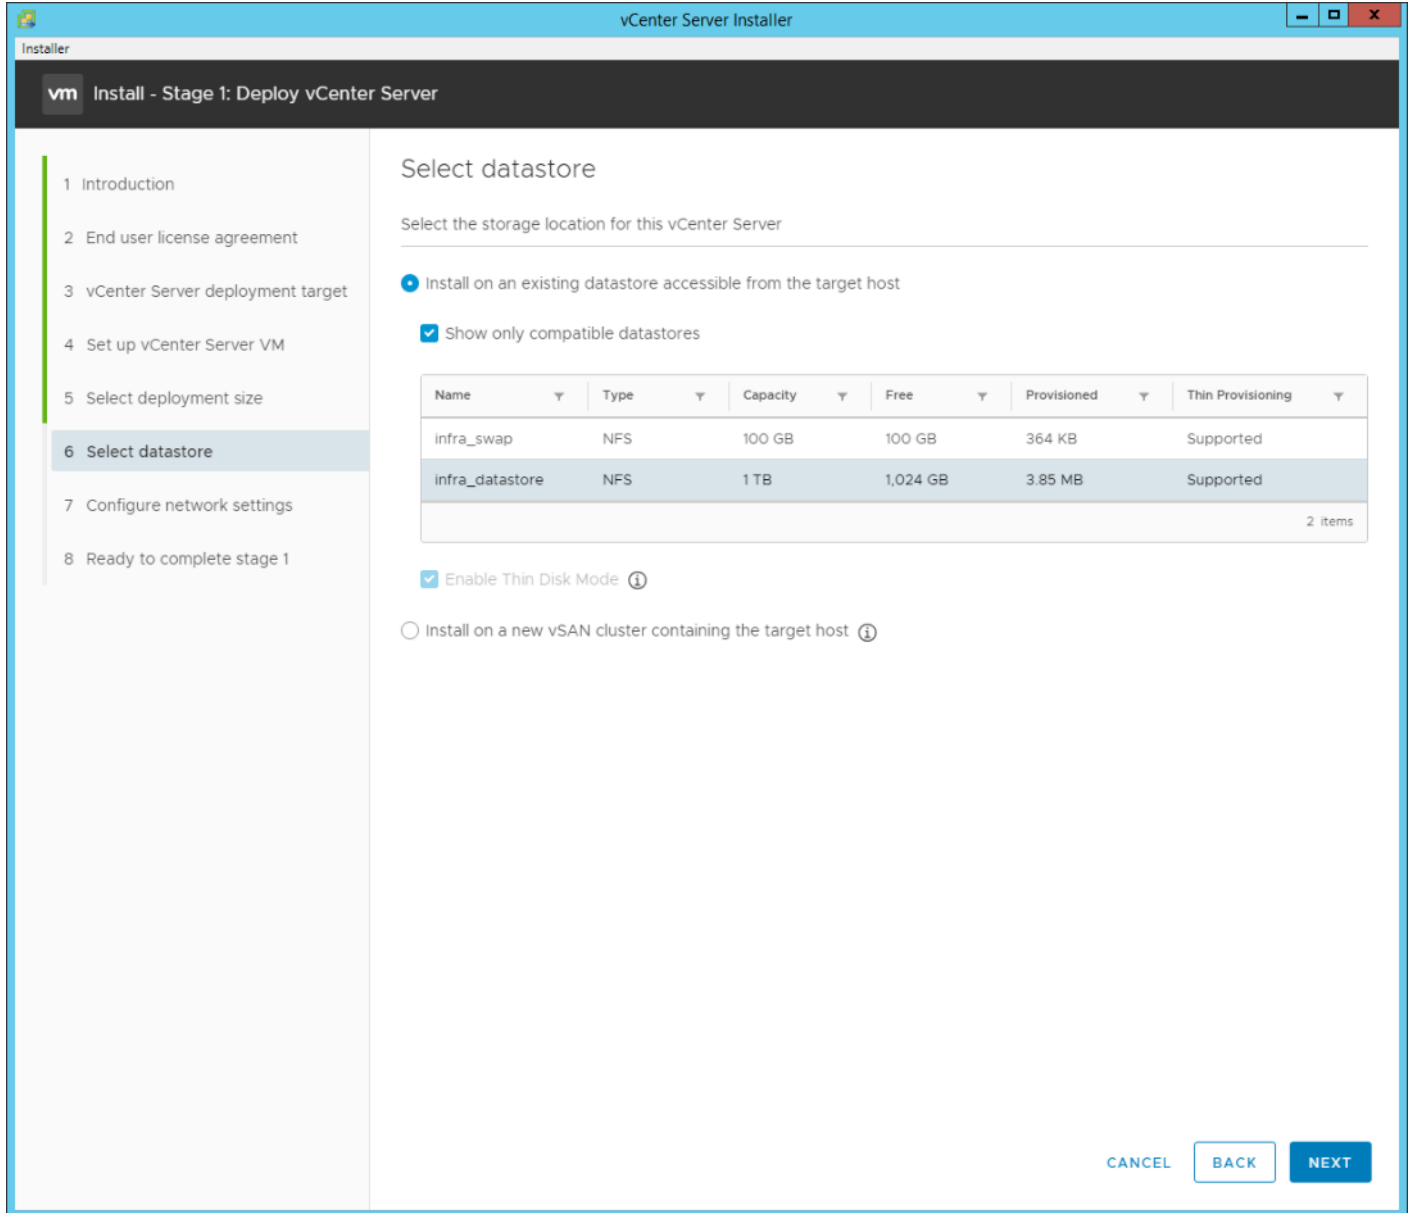 vCenter Server Installer
Installer
vm Install - Stage 1: Deploy vCenter Server
1 Introduction
2 End user license agreement
3 vCenter Server deployment target
4 Set up vCenter Server VM
5 Select deployment size
6 Select datastore
7 Configure network settings
8 Ready to complete stage 1
Select datastore
Select the storage location for this vCenter Server
Install on an existing datastore accessible from the target host
Show only compatible datastores
Name Type Capacity Free Provisioned Thin Provisioning
infra_swap NFS 100 GB 100 GB 364 KB Supported
infra_datastore NFS 1 TB 1,024 GB 3.85 MB Supported
2 items
Enable Thin Disk Mode
Install on a new vSAN cluster containing the target host
CANCEL BACK NEXT